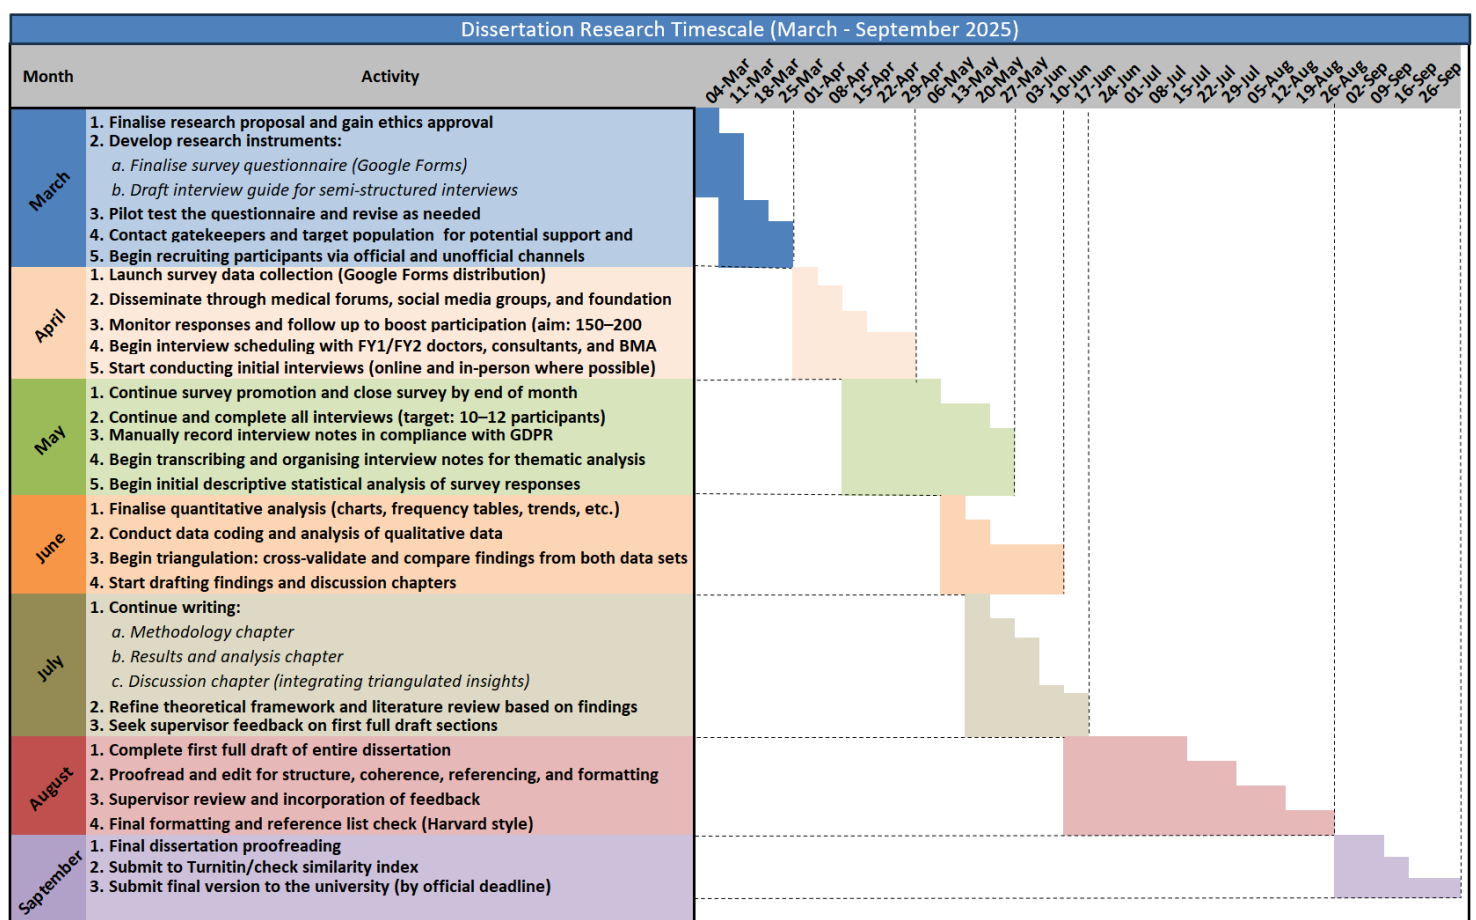 Dissertation Research Timescale (March - September 2025)
Month Activity 04-Mar 11-Mar 18-Mar 25-Mar 01-Apr 08-Apr 15-Apr 22-Apr 29-Apr 06-May 13-May 20-May 27-May 03-Jun 10-Jun 17-Jun 24-Jun 01-Jul 08-Jul 15-Jul 22-Jul 29-Jul 05-Aug 12-Aug 19-Aug 26-Aug 02-Sep 09-Sep 16-Sep 26-Sep
March
1. Finalise research proposal and gain ethics approval
2. Develop research instruments:
a. Finalise survey questionnaire (Google Forms)
b. Draft interview guide for semi-structured interviews
3. Pilot test the questionnaire and revise as needed
4. Contact gatekeepers and target population for potential support and
5. Begin recruiting participants via official and unofficial channels
April
1. Launch survey data collection (Google Forms distribution)
2. Disseminate through medical forums, social media groups, and foundation
3. Monitor responses and follow up to boost participation (aim: 150–200
4. Begin interview scheduling with FY1/FY2 doctors, consultants, and BMA
5. Start conducting initial interviews (online and in-person where possible)
May
1. Continue survey promotion and close survey by end of month
2. Continue and complete all interviews (target: 10–12 participants)
3. Manually record interview notes in compliance with GDPR
4. Begin transcribing and organising interview notes for thematic analysis
5. Begin initial descriptive statistical analysis of survey responses
June
1. Finalise quantitative analysis (charts, frequency tables, trends, etc.)
2. Conduct data coding and analysis of qualitative data
3. Begin triangulation: cross-validate and compare findings from both data sets
4. Start drafting findings and discussion chapters
July
1. Continue writing:
a. Methodology chapter
b. Results and analysis chapter
c. Discussion chapter (integrating triangulated insights)
2. Refine theoretical framework and literature review based on findings
3. Seek supervisor feedback on first full draft sections
August
1. Complete first full draft of entire dissertation
2. Proofread and edit for structure, coherence, referencing, and formatting
3. Supervisor review and incorporation of feedback
4. Final formatting and reference list check (Harvard style)
Saptember
1. Final dissertation proofreading
2. Submit to Turnitin/check similarity index
3. Submit final version to the university (by official deadline)